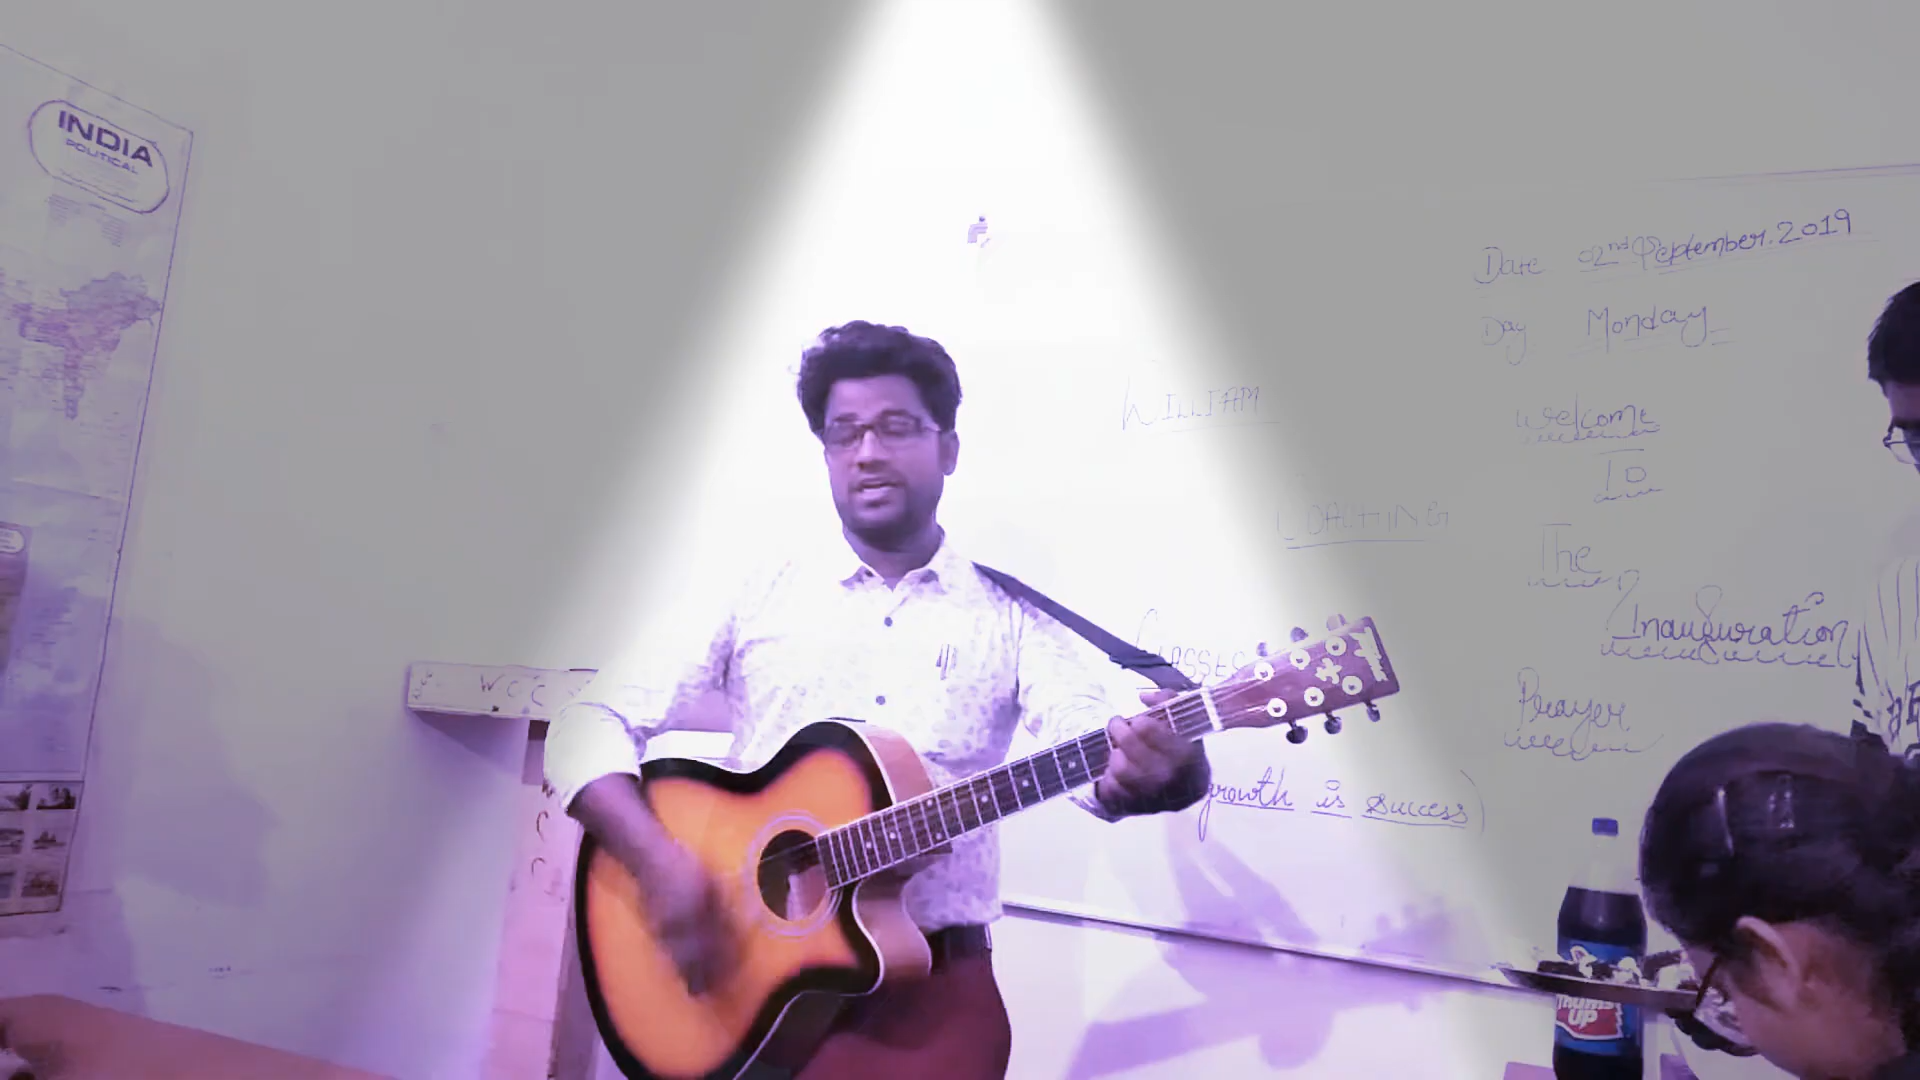 INDIA
POLITICAL
Date 02nd September. 2019
Day Monday
WILLIAM
Welcome
To
COACHING
The
Inauguration
CLASSES
Prayer
W C C
growth is success)
C
C
THUMS
UP